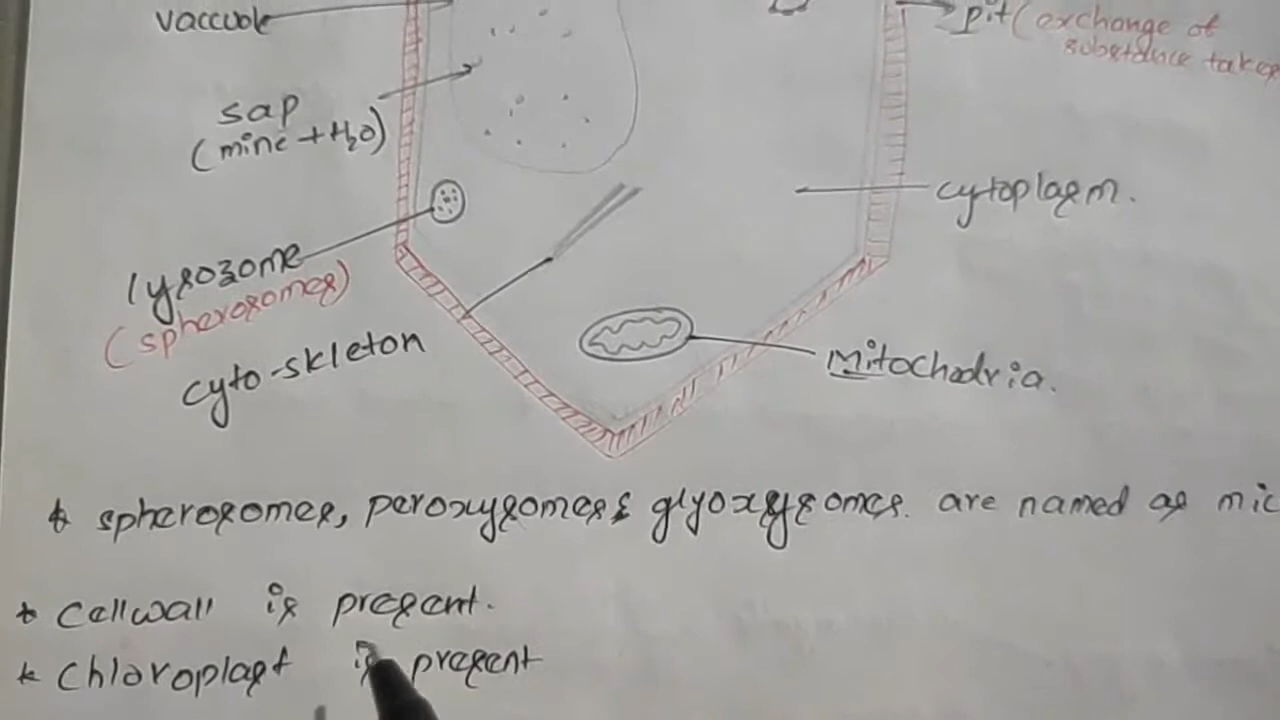 vaccuole
pit (exchange of
substance takes
sap
(mine + H₂O)
cytoplasm.
lysozome
(spherosomes)
cyto-skleton
Mitochodria.
* spherosomes, peroxysomes & glyoxysomes. are named as mic
* Cellwall is present.
* Chloroplast is present